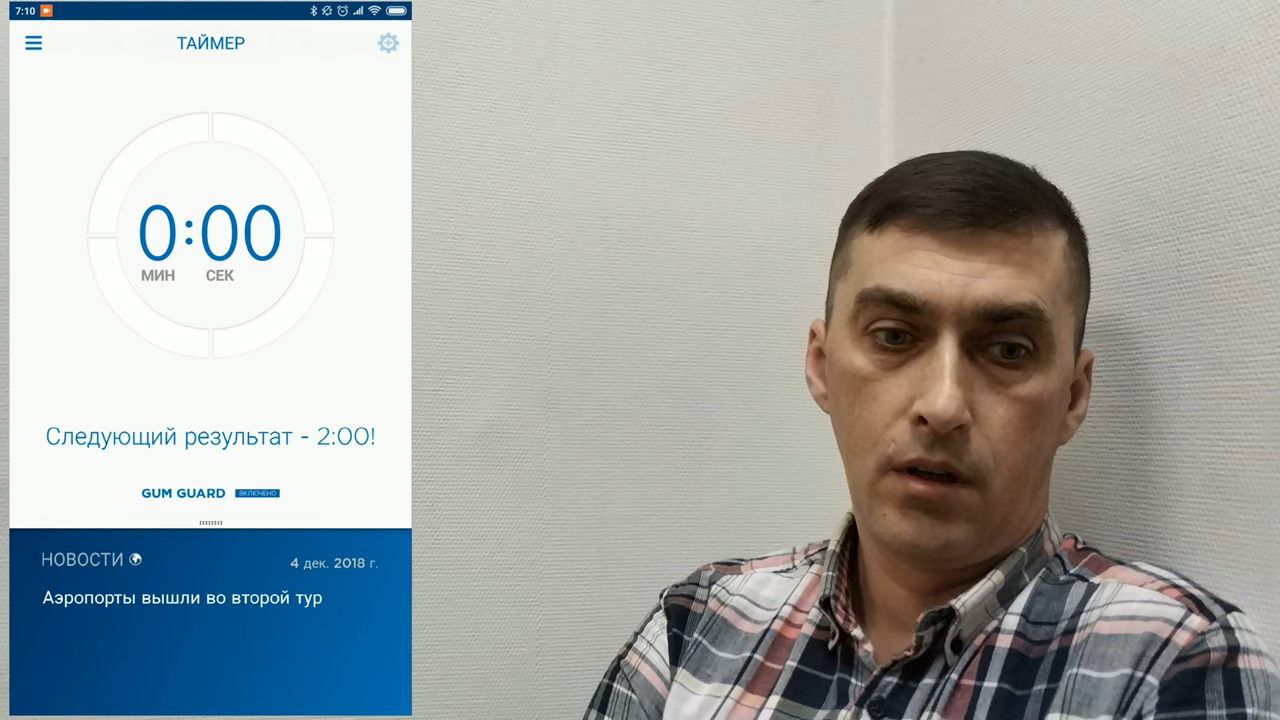 7:10
ТАЙМЕР
0:00
МИН СЕК
Следующий результат - 2:00!
GUM GUARD ВКЛЮЧЕНО
НОВОСТИ 4 дек. 2018 г.
Аэропорты вышли во второй тур